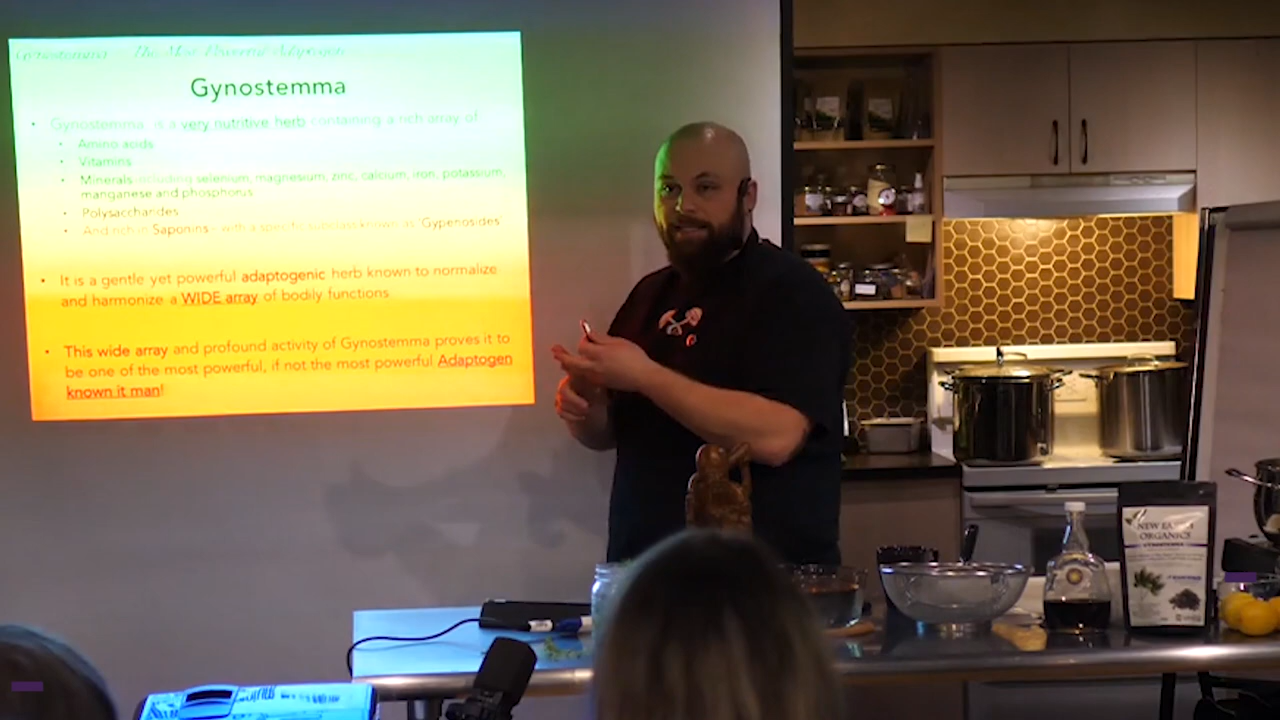 Gynostemma - The Most Powerful Adaptogen
Gynostemma
• Gynostemma, is a very nutritive herb containing a rich array of:
• Amino acids
• Vitamins
• Minerals including selenium, magnesium, zinc, calcium, iron, potassium,
manganese and phosphorus
• Polysaccharides
• And rich in Saponins – with a specific subclass known as 'Gypenosides'
• It is a gentle yet powerful adaptogenic herb known to normalize
and harmonize a WIDE array of bodily functions
• This wide array and profound activity of Gynostemma proves it to
be one of the most powerful, if not the most powerful Adaptogen
known it man!
NEW EARTH
ORGANICS
GYNOSTEMMA